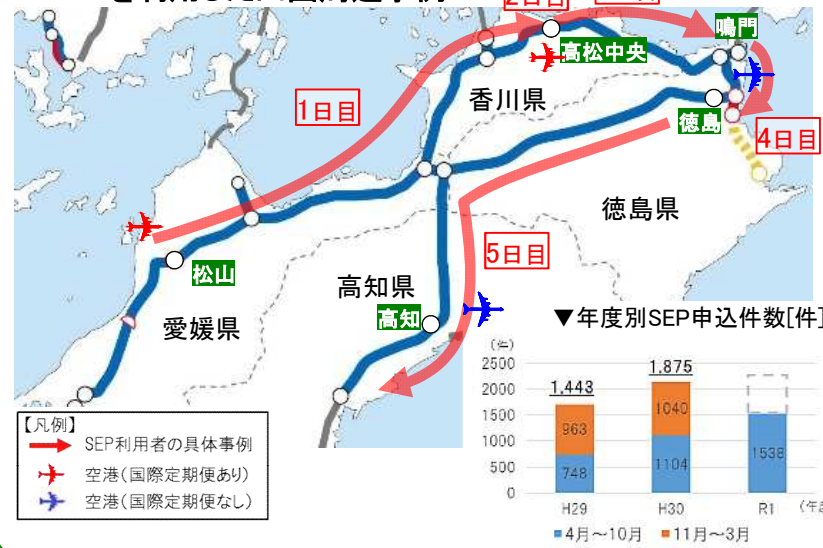 2日目
鳴門
高松中央
香川県
1日目
徳島
4日目
徳島県
5日目
松山
高知県
高知
愛媛県
▼年度別SEP申込件数[件]
(件)
2500
2000
1500
1000
500
0
1,443
1,875
963
748
1040
1104
1538
H29
H30
R1
4月～10月
11月～3月
【凡例】
SEP利用者の具体事例
空港(国際定期便あり)
空港(国際定期便なし)